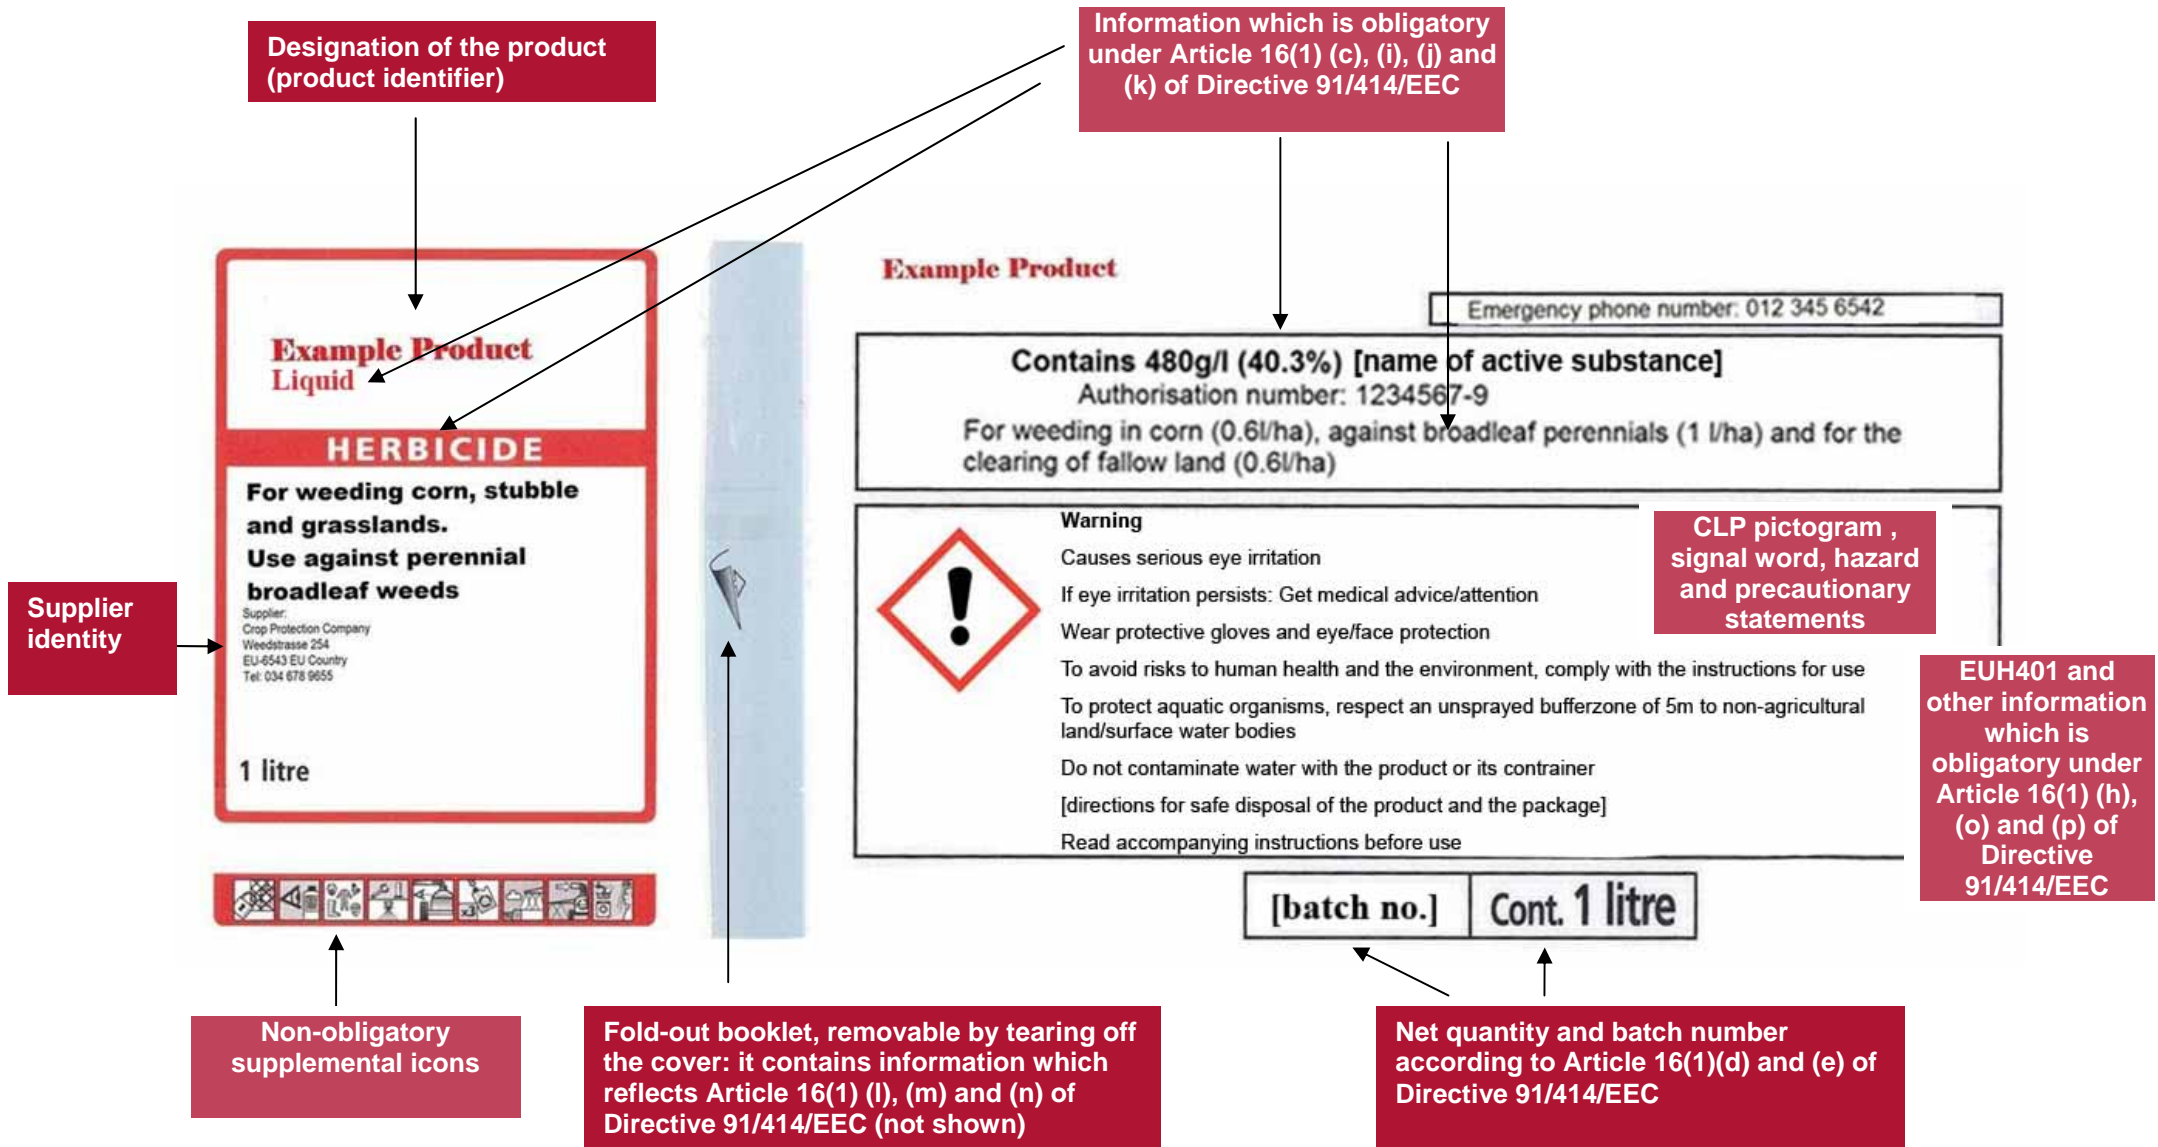 Designation of the product
(product identifier)
Information which is obligatory
under Article 16(1) (c), (i), (j) and
(k) of Directive 91/414/EEC
Example Product
Liquid
HERBICIDE
For weeding corn, stubble
and grasslands.
Use against perennial
broadleaf weeds
Supplier:
Crop Protection Company
Weedstrasse 254
EU-6543 EU Country
Tel: 034 678 9655
1 litre
Supplier
identity
Example Product
Emergency phone number: 012 345 6542
Contains 480g/l (40.3%) [name of active substance]
Authorisation number: 1234567-9
For weeding in corn (0.6l/ha), against broadleaf perennials (1 l/ha) and for the
clearing of fallow land (0.6l/ha)
Warning
Causes serious eye irritation
If eye irritation persists: Get medical advice/attention
Wear protective gloves and eye/face protection
To avoid risks to human health and the environment, comply with the instructions for use
To protect aquatic organisms, respect an unsprayed bufferzone of 5m to non-agricultural
land/surface water bodies
Do not contaminate water with the product or its contrainer
[directions for safe disposal of the product and the package]
Read accompanying instructions before use
CLP pictogram ,
signal word, hazard
and precautionary
statements
EUH401 and
other information
which is
obligatory under
Article 16(1) (h),
(o) and (p) of
Directive
91/414/EEC
[batch no.]
Cont. 1 litre
x3
Non-obligatory
supplemental icons
Fold-out booklet, removable by tearing off
the cover: it contains information which
reflects Article 16(1) (l), (m) and (n) of
Directive 91/414/EEC (not shown)
Net quantity and batch number
according to Article 16(1)(d) and (e) of
Directive 91/414/EEC